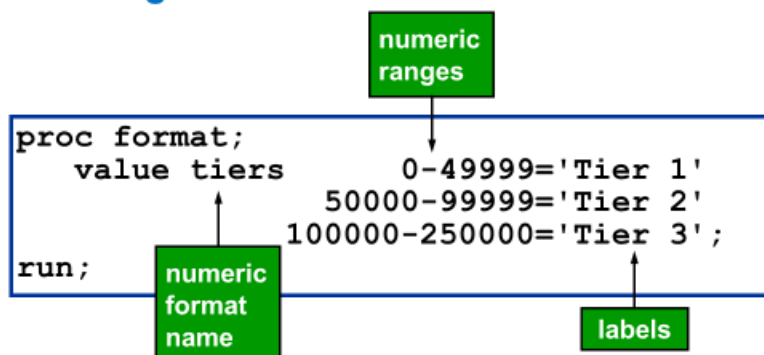 numeric
ranges
proc format;
value tiers 0-49999='Tier 1'
50000-99999='Tier 2'
100000-250000='Tier 3';
run;
numeric
format
name
labels